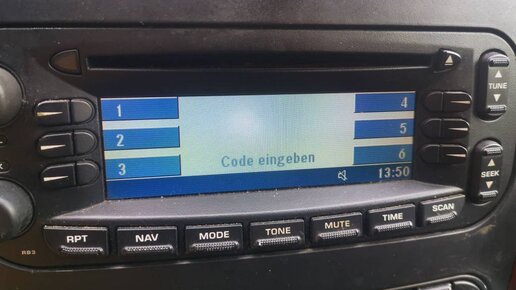 TUNE
1
4
2
5
3
6
Code eingeben
13:50
SEEK
RPT
NAV
MODE
TONE
MUTE
TIME
SCAN
RB3